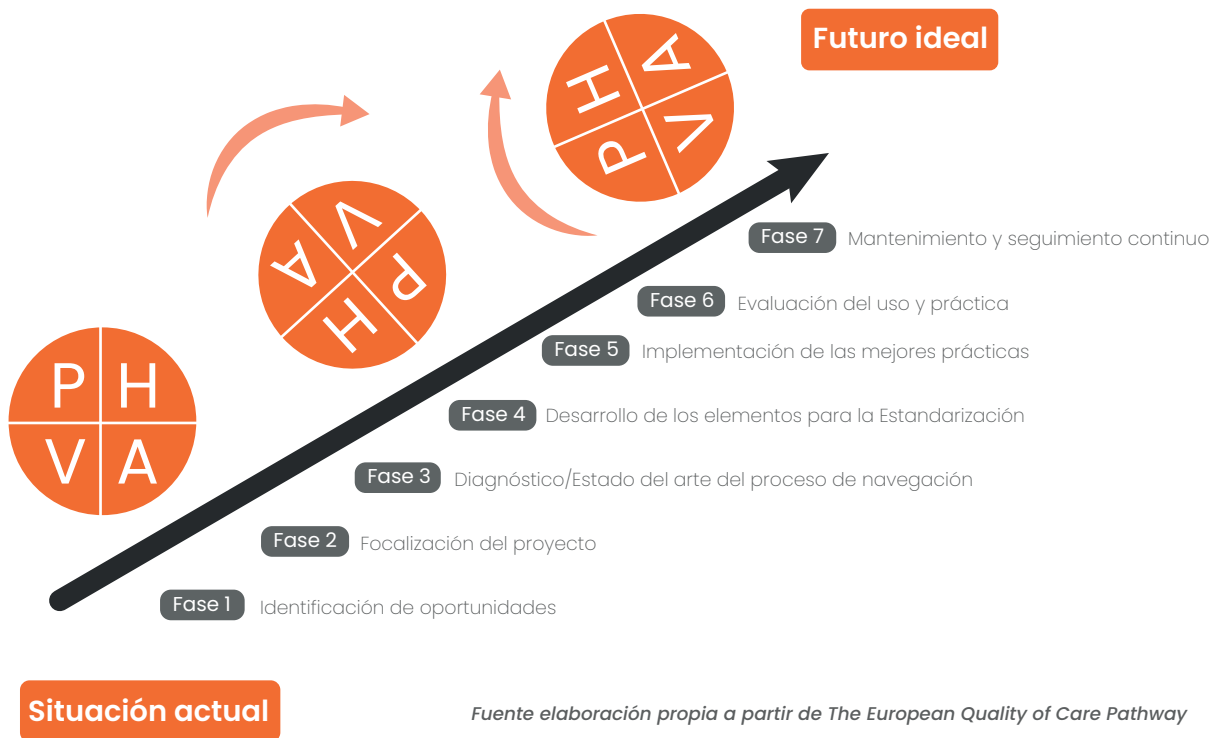 Futuro ideal
P H
A V
V
A
P
H
P H
V A
Fase 7 Mantenimiento y seguimiento continuo
Fase 6 Evaluación del uso y práctica
Fase 5 Implementación de las mejores prácticas
Fase 4 Desarrollo de los elementos para la Estandarización
Fase 3 Diagnóstico/Estado del arte del proceso de navegación
Fase 2 Focalización del proyecto
Fase 1 Identificación de oportunidades
Situación actual
Fuente elaboración propia a partir de The European Quality of Care Pathway